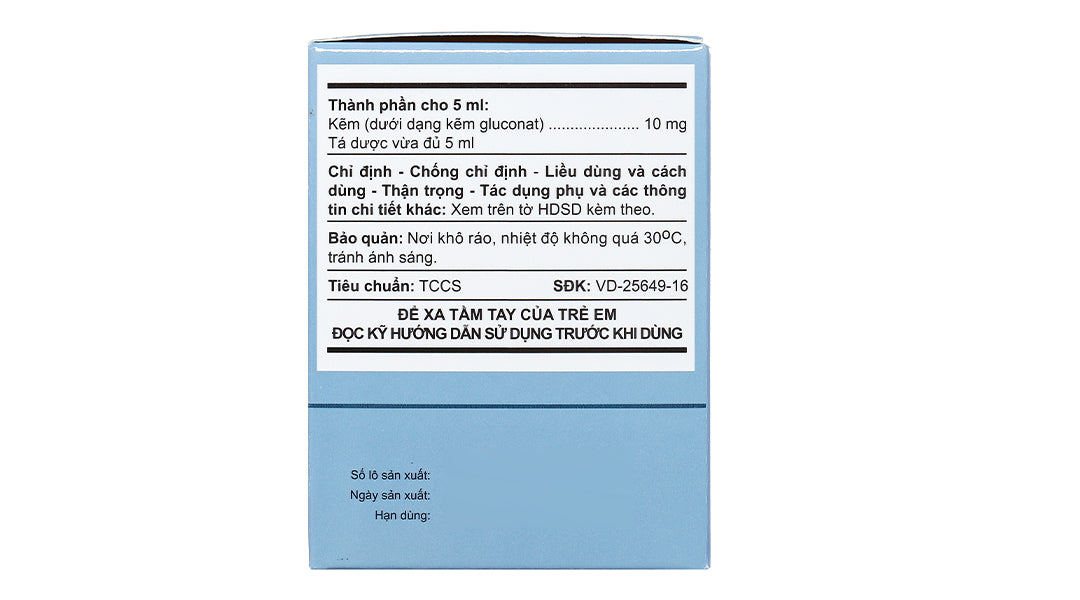 Thành phần cho 5 ml:
Kẽm (dưới dạng kẽm gluconat) ..................... 10 mg
Tá dược vừa đủ 5 ml
Chỉ định - Chống chỉ định - Liều dùng và cách
dùng - Thận trọng - Tác dụng phụ và các thông
tin chi tiết khác: Xem trên tờ HDSD kèm theo.
Bảo quản: Nơi khô ráo, nhiệt độ không quá 30ºC,
tránh ánh sáng.
Tiêu chuẩn: TCCS SĐK: VD-25649-16
ĐỂ XA TẦM TAY CỦA TRẺ EM
ĐỌC KỸ HƯỚNG DẪN SỬ DỤNG TRƯỚC KHI DÙNG
Số lô sản xuất:
Ngày sản xuất:
Hạn dùng: